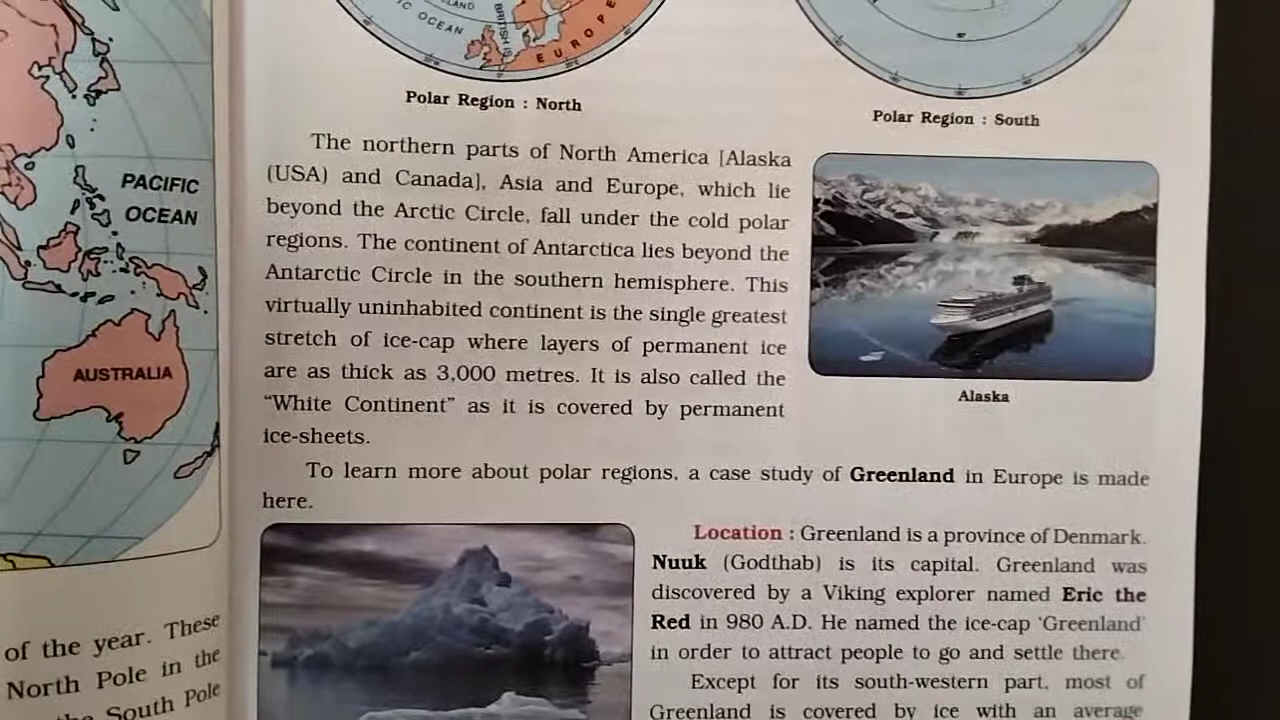 PACIFIC
OCEAN
AUSTRALIA
of the year. These
North Pole in the
South Pole
OCEAN
BRITISH IS
EUROPE
Polar Region : North
Polar Region : South
The northern parts of North America [Alaska
(USA) and Canada], Asia and Europe, which lie
beyond the Arctic Circle, fall under the cold polar
regions. The continent of Antarctica lies beyond the
Antarctic Circle in the southern hemisphere. This
virtually uninhabited continent is the single greatest
stretch of ice-cap where layers of permanent ice
are as thick as 3,000 metres. It is also called the
“White Continent” as it is covered by permanent
ice-sheets.
Alaska
To learn more about polar regions, a case study of Greenland in Europe is made
here.
Location : Greenland is a province of Denmark.
Nuuk (Godthab) is its capital. Greenland was
discovered by a Viking explorer named Eric the
Red in 980 A.D. He named the ice-cap ‘Greenland’
in order to attract people to go and settle there.
Except for its south-western part, most of
Greenland is covered by ice with an average